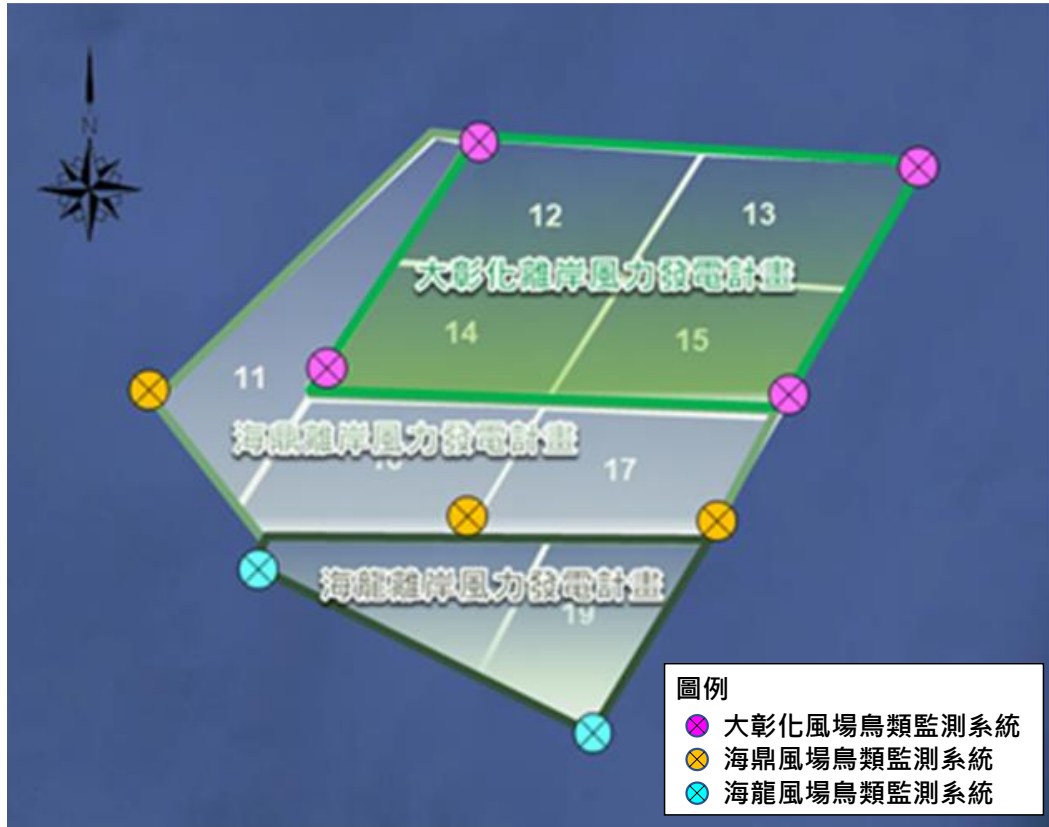 N
12
13
大彰化離岸風力發電計畫
14
15
11
海鼎離岸風力發電計畫
17
海龍離岸風力發電計畫
19
圖例
大彰化風場鳥類監測系統
海鼎風場鳥類監測系統
海龍風場鳥類監測系統